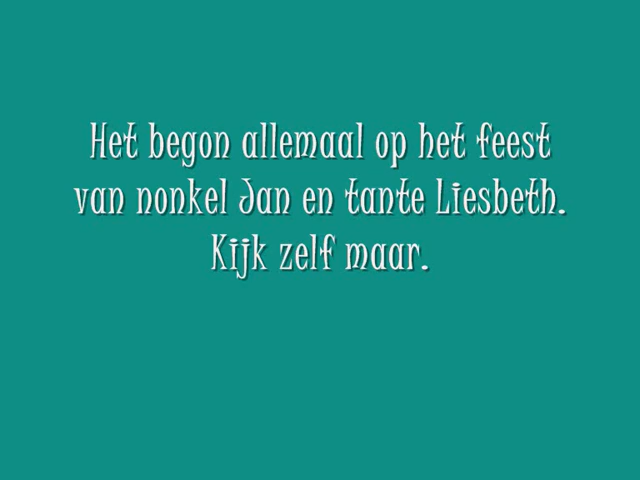 Het begon allemaal op het feest
van nonkel Jan en tante Liesbeth.
Kijk zelf maar.